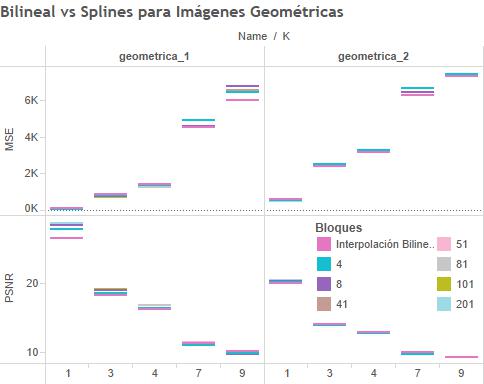 Bilineal vs Splines para Imágenes Geométricas
Name / K
geometrica_1 geometrica_2
MSE
6K
4K
2K
0K
PSNR
20
10
Bloques
Interpolación Biline.. 51
4 81
8 101
41 201
1 3 4 7 9 1 3 4 7 9